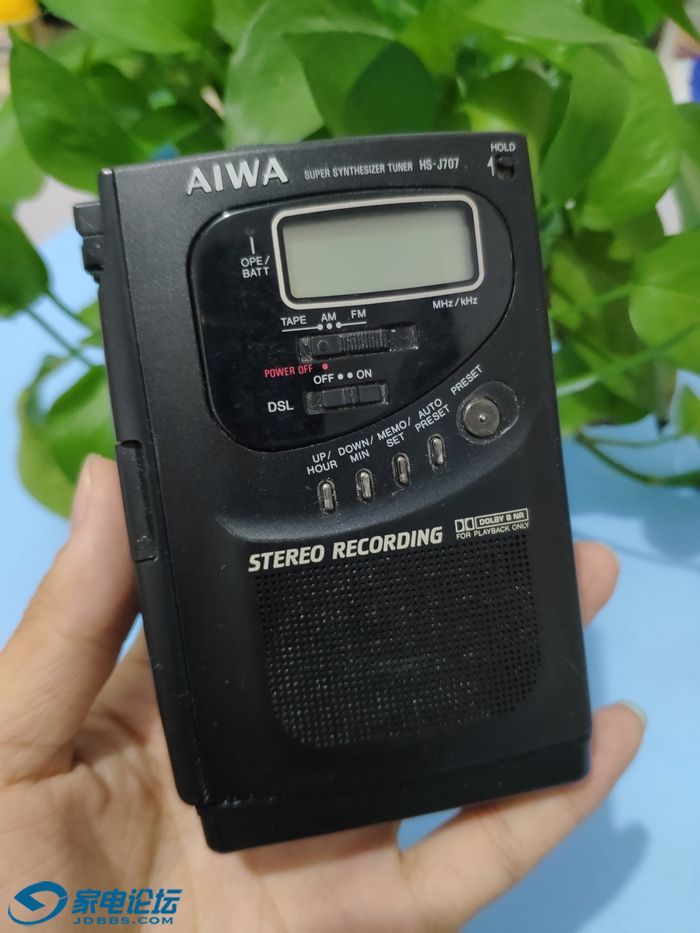 HOLD
AIWA SUPER SYNTHESIZER TUNER HS-J707
OPE/
BATT
MHz/kHz
TAPE AM FM
POWER OFF
OFF ON
DSL
UP/
HOUR
DOWN/
MIN
MEMO/
SET
AUTO
PRESET
PRESET
STEREO RECORDING
DOLBY B NR
FOR PLAYBACK ONLY
家电论坛
JDBBS.COM